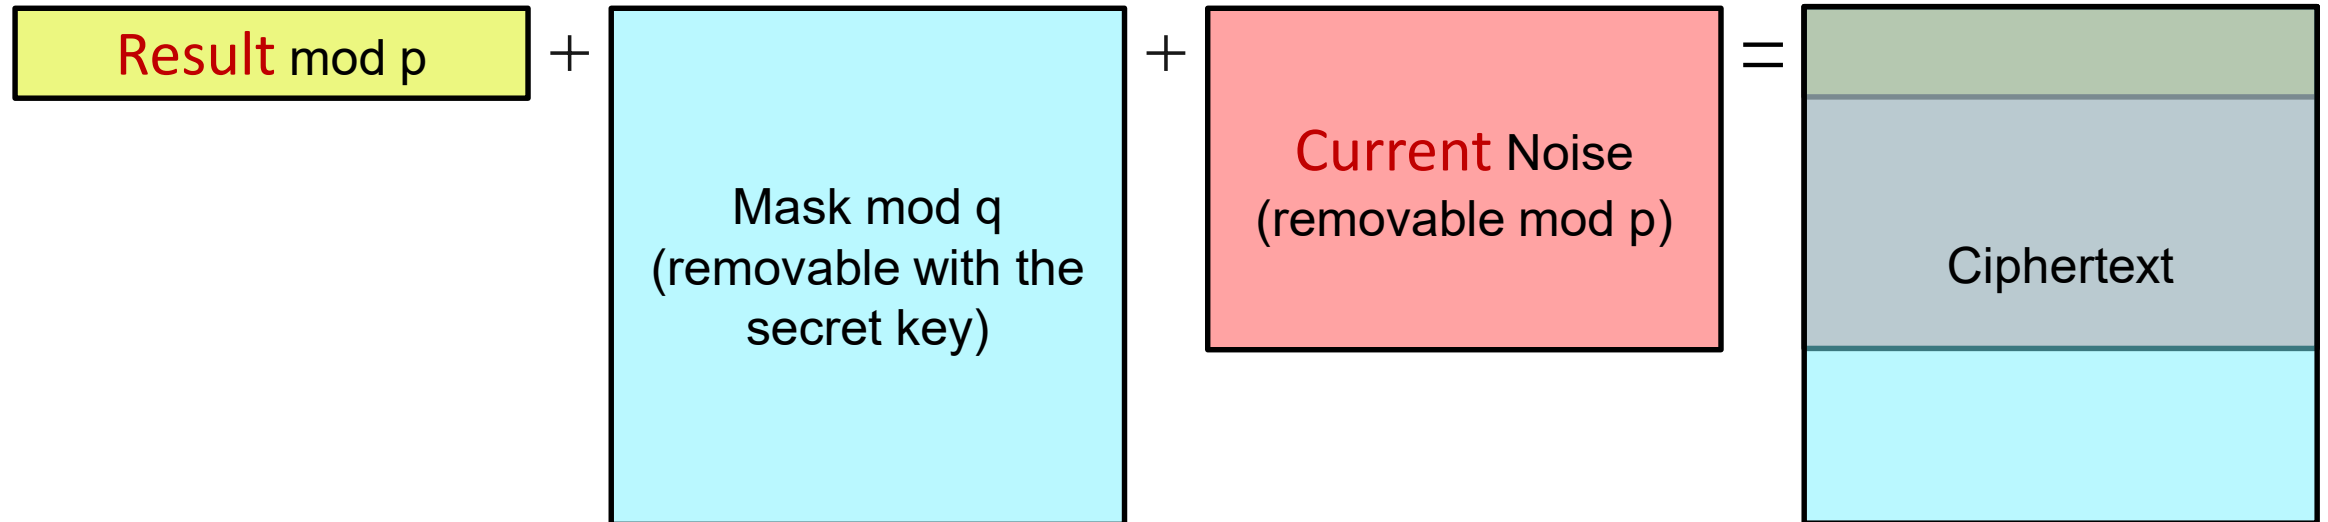 Result mod p
+
Mask mod q
(removable with the
secret key)
+
Current Noise
(removable mod p)
=
Ciphertext